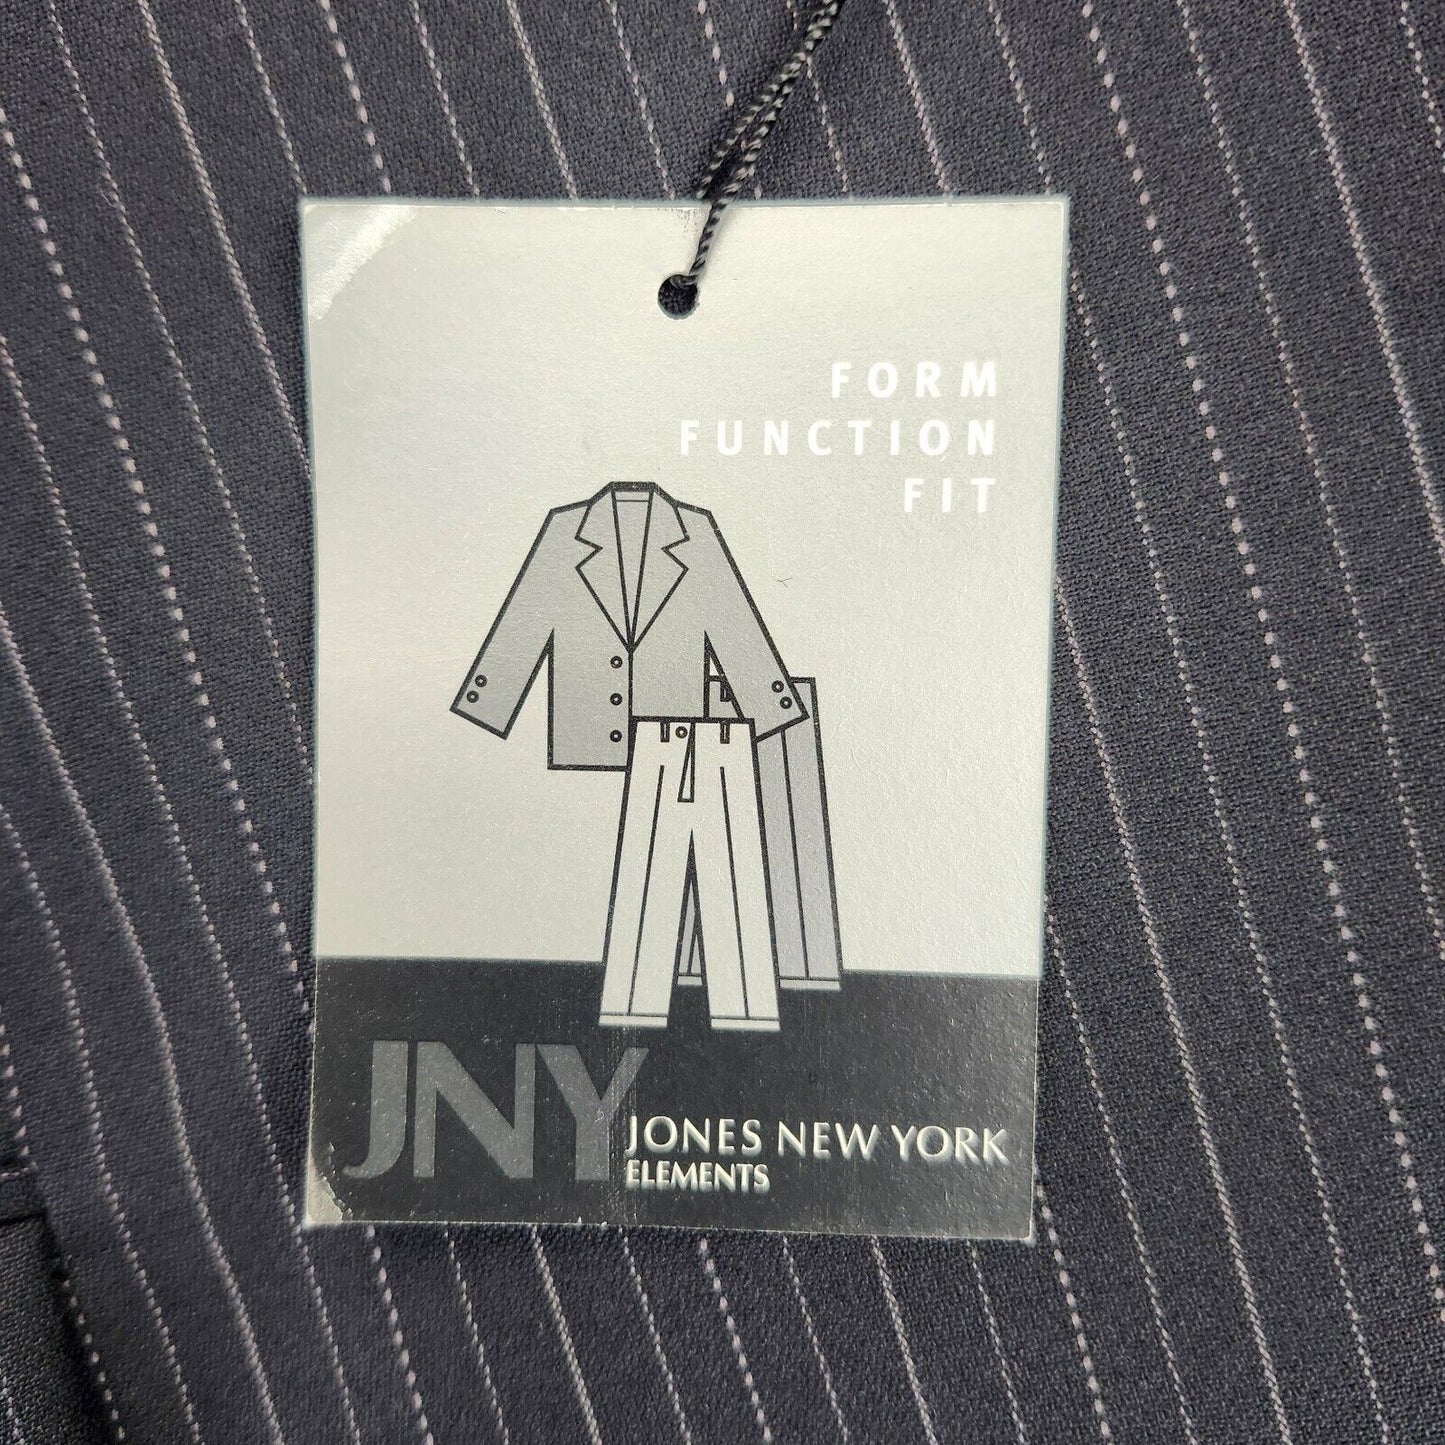 FORM
FUNCTION
FIT
JNY JONES NEW YORK
ELEMENTS